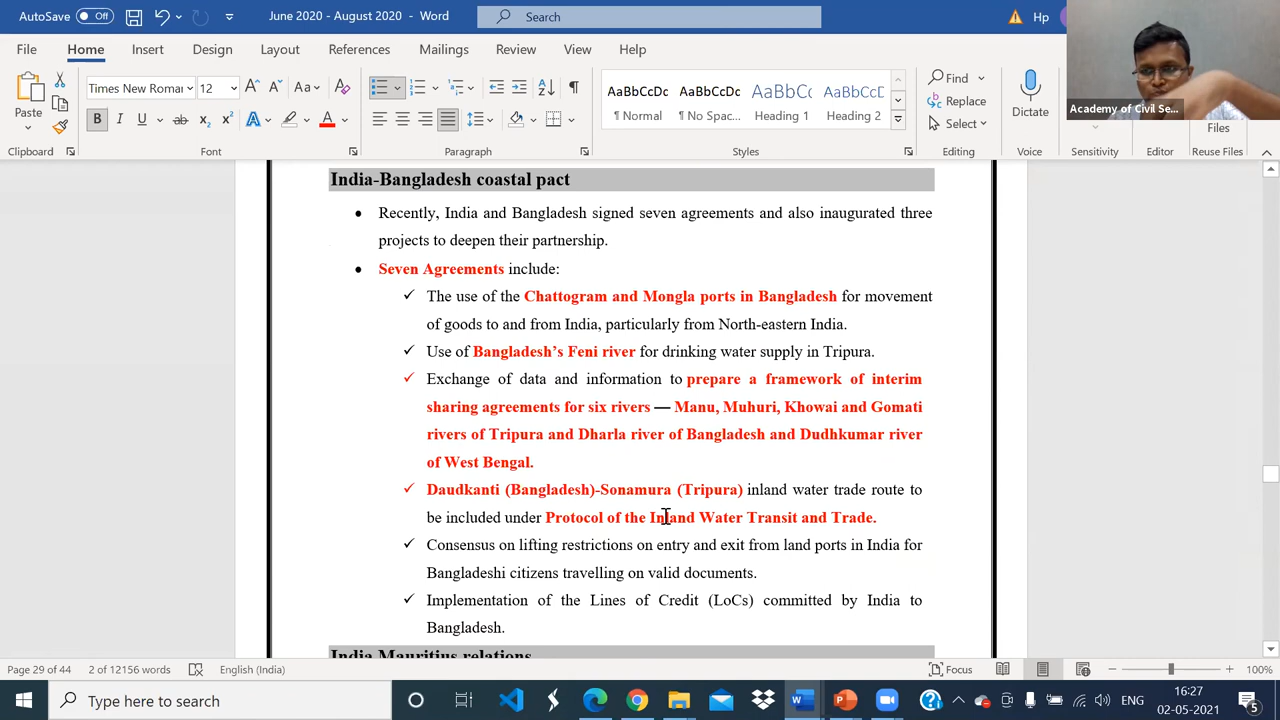 AutoSave Off June 2020 - August 2020 - Word Search Hp
File Home Insert Design Layout References Mailings Review View Help
Academy of Civil Se...
Paste Times New Roman 12 Aa A AaBbCcDc AaBbCcDc AaBbCc AaBbCcD Find Replace Select Dictate Files
B I U ab x₂ x² A A ¶ Normal ¶ No Spac... Heading 1 Heading 2
Clipboard Font Paragraph Styles Editing Voice Sensitivity Editor Reuse Files
India-Bangladesh coastal pact
• Recently, India and Bangladesh signed seven agreements and also inaugurated three
projects to deepen their partnership.
• Seven Agreements include:
✓ The use of the Chattogram and Mongla ports in Bangladesh for movement
of goods to and from India, particularly from North-eastern India.
✓ Use of Bangladesh’s Feni river for drinking water supply in Tripura.
✓ Exchange of data and information to prepare a framework of interim
sharing agreements for six rivers — Manu, Muhuri, Khowai and Gomati
rivers of Tripura and Dharla river of Bangladesh and Dudhkumar river
of West Bengal.
✓ Daudkanti (Bangladesh)-Sonamura (Tripura) inland water trade route to
be included under Protocol of the Inland Water Transit and Trade.
✓ Consensus on lifting restrictions on entry and exit from land ports in India for
Bangladeshi citizens travelling on valid documents.
✓ Implementation of the Lines of Credit (LoCs) committed by India to
Bangladesh.
India Mauritius relations
Page 29 of 44 2 of 12156 words English (India) Focus 100%
Type here to search ENG 16:27
02-05-2021 5